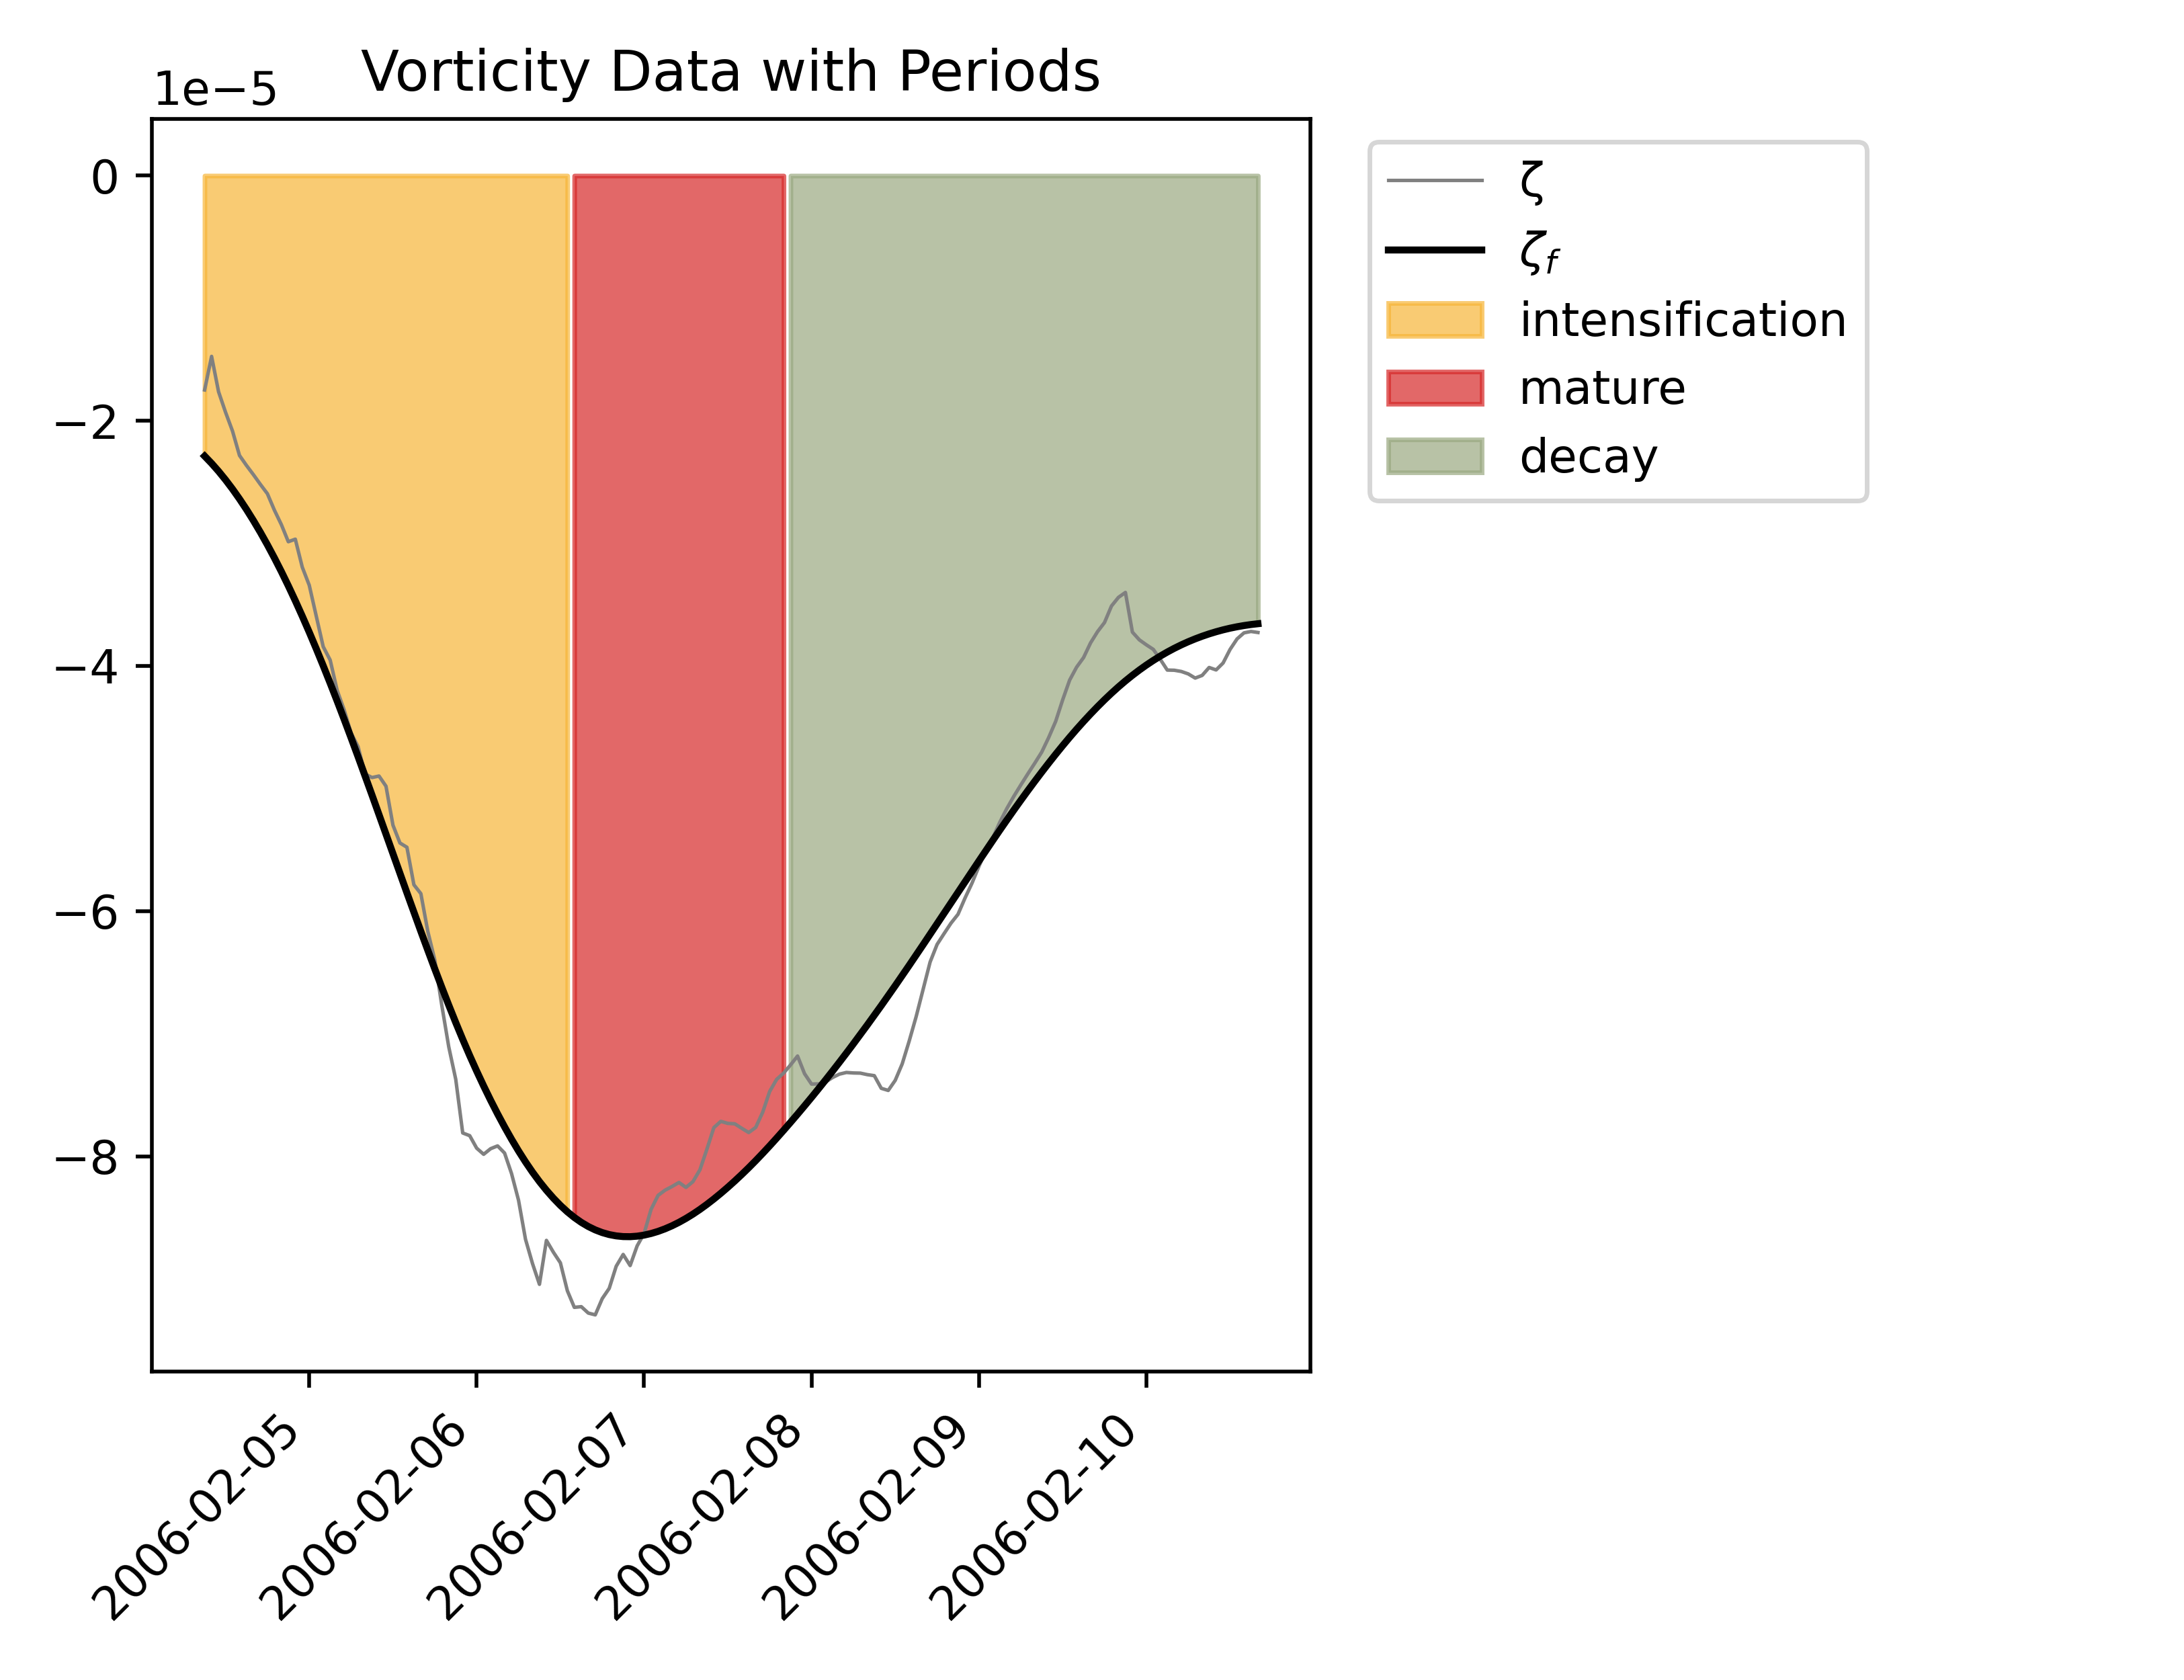 Vorticity Data with Periods
1e−5
0
−2
−4
−6
−8
2006-02-05
2006-02-06
2006-02-07
2006-02-08
2006-02-09
2006-02-10
ζ
ζf
intensification
mature
decay